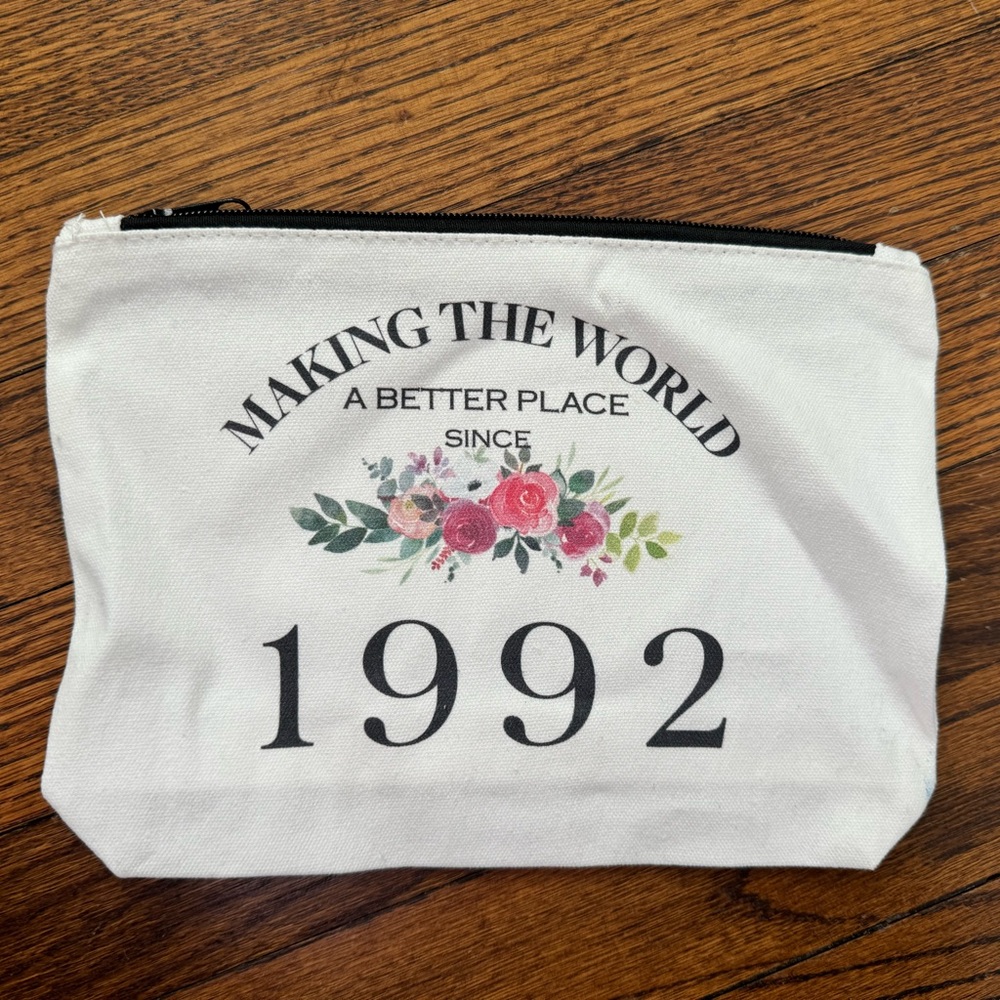 MAKING THE WORLD
A BETTER PLACE
SINCE
1992